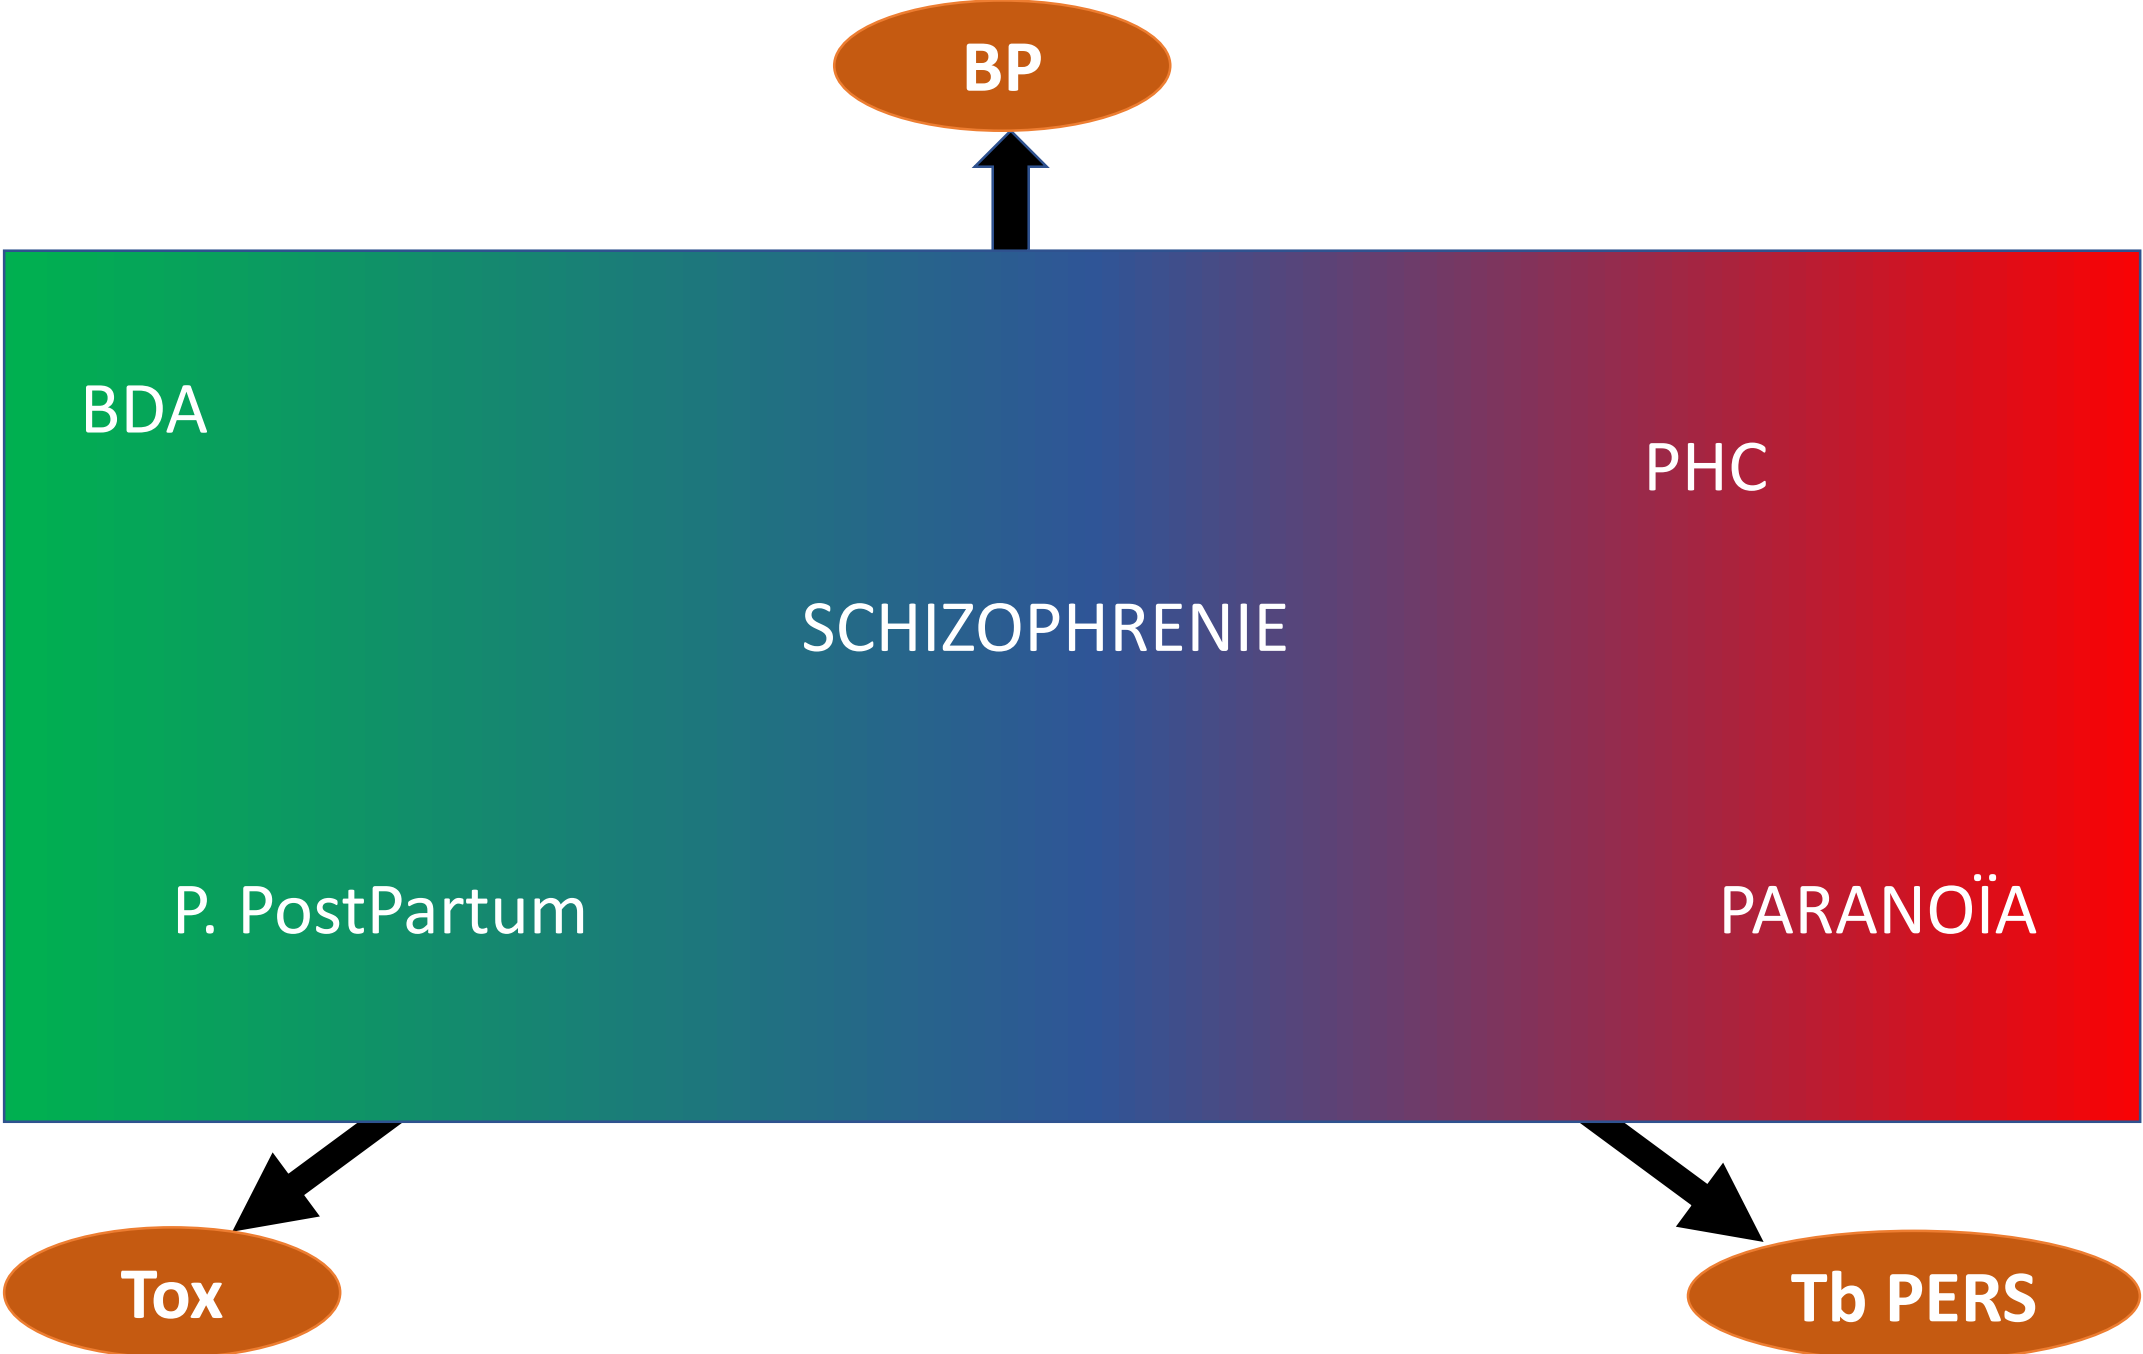 BP
BDA
PHC
SCHIZOPHRENIE
P. PostPartum
PARANOÏA
Tox
Tb PERS